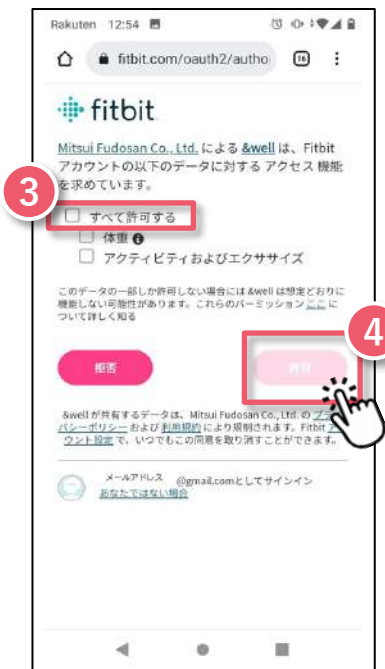 Rakuten 12:54
fitbit.com/oauth2/autho 16
fitbit
Mitsui Fudosan Co., Ltd. による &well は、Fitbit
アカウントの以下のデータに対する アクセス 機能
を求めています。
3
すべて許可する
体重
アクティビティおよびエクササイズ
このデータの一部しか許可しない場合には &well は想定どおりに
機能しない可能性があります。これらのパーミッション ここ に
ついて詳しく知る
4
拒否 許可
&well が共有するデータは、Mitsui Fudosan Co., Ltd. の プラ
バシーポリシー および 利用規約 により規制されます。Fitbit ア
ウント設定 で、いつでもこの同意を取り消すことができます。
メールアドレス @gmail.comとしてサインイン
あなたではない場合